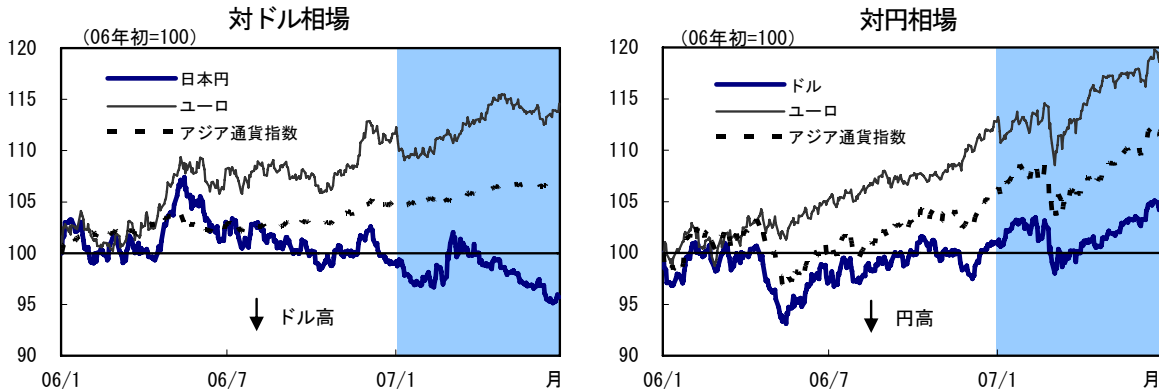 対ドル相場
(06年初=100)
120
115
110
105
100
95
90
日本円
ユーロ
アジア通貨指数
ドル高
06/1
06/7
07/1
月
対円相場
(06年初=100)
120
115
110
105
100
95
90
ドル
ユーロ
アジア通貨指数
円高
06/1
06/7
07/1
月